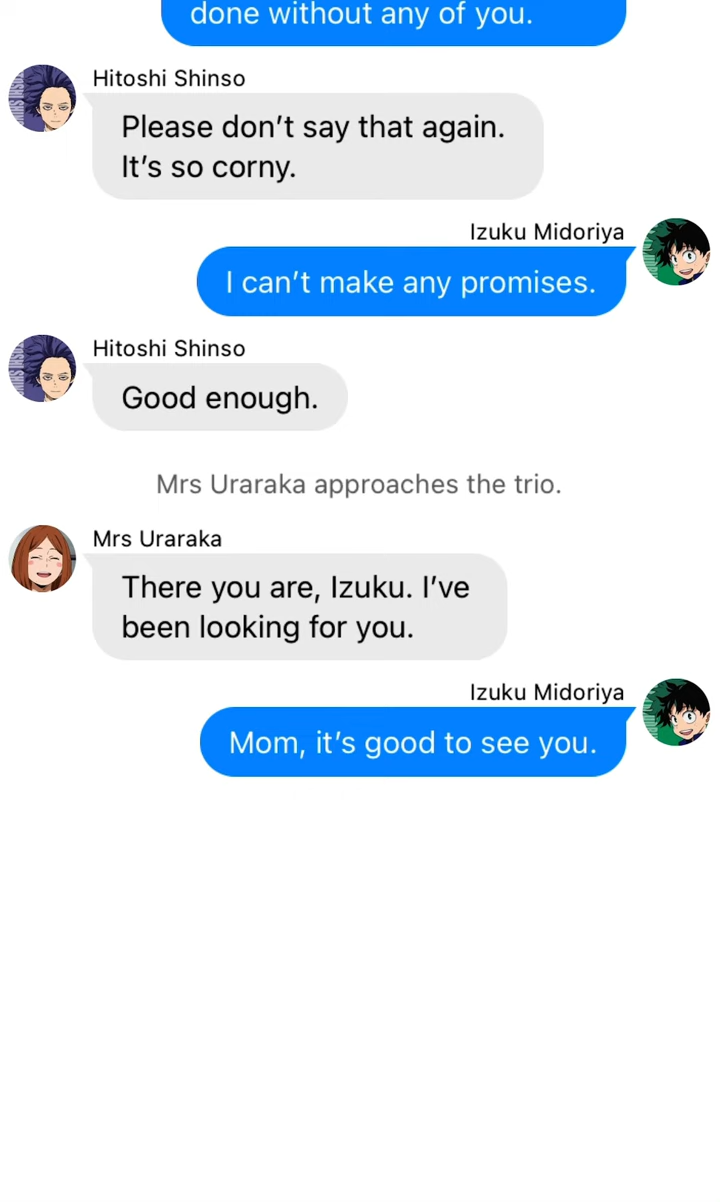 done without any of you.
Hitoshi Shinso
Please don’t say that again.
It’s so corny.
Izuku Midoriya
I can’t make any promises.
Hitoshi Shinso
Good enough.
Mrs Uraraka approaches the trio.
Mrs Uraraka
There you are, Izuku. I’ve
been looking for you.
Izuku Midoriya
Mom, it’s good to see you.